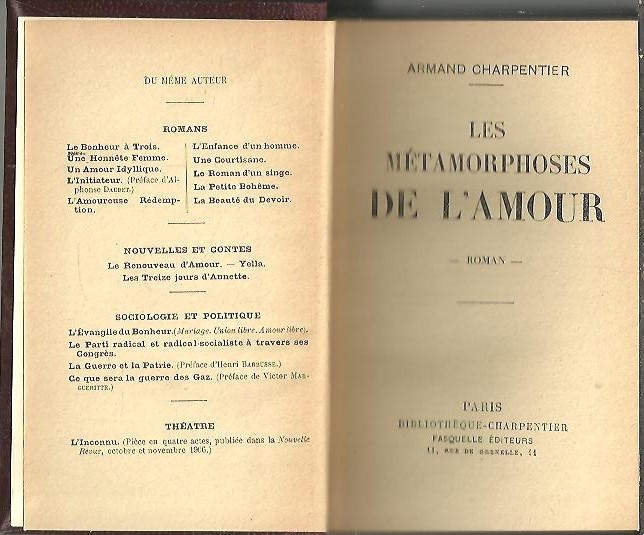 DU MÊME AUTEUR
ROMANS
Le Bonheur à Trois.
Une Honnête Femme.
Un Amour Idyllique.
L'Initiateur. (Préface d'Al-
phonse DAUDET.)
L'Amoureuse Rédemp-
tion.
L'Enfance d'un homme.
Une Courtisane.
Le Roman d'un singe.
La Petite Bohême.
La Beauté du Devoir.
NOUVELLES ET CONTES
Le Renouveau d'Amour. — Yella.
Les Treize jours d'Annette.
SOCIOLOGIE ET POLITIQUE
L'Évangile du Bonheur. (Mariage. Union libre. Amour libre).
Le Parti radical et radical-socialiste à travers ses
Congrès.
La Guerre et la Patrie. (Préface d'Henri BARBUSSE.)
Ce que sera la guerre des Gaz. (Préface de Victor MAR-
GUERITTE.)
THÉATRE
L'Inconnu. (Pièce en quatre actes, publiée dans la Nouvelle
Revue, octobre et novembre 1906.)
ARMAND CHARPENTIER
LES
MÉTAMORPHOSES
DE L'AMOUR
— ROMAN —
PARIS
BIBLIOTHÈQUE-CHARPENTIER
FASQUELLE ÉDITEURS
11, RUE DE GRENELLE, 11